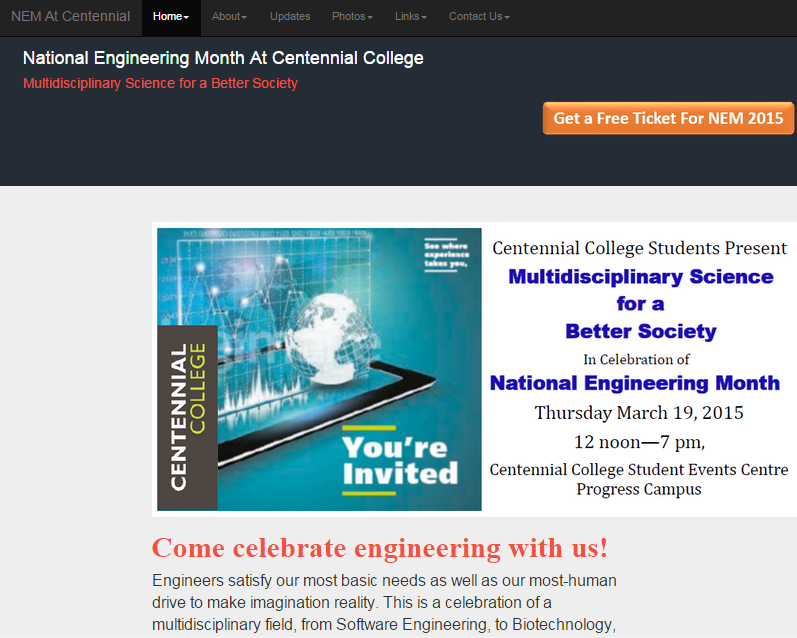 NEM At Centennial Home About Updates Photos Links Contact Us
National Engineering Month At Centennial College
Multidisciplinary Science for a Better Society
Get a Free Ticket For NEM 2015
See where
experience
takes you.
CENTENNIAL
COLLEGE
You're
Invited
Centennial College Students Present
Multidisciplinary Science
for a
Better Society
In Celebration of
National Engineering Month
Thursday March 19, 2015
12 noon—7 pm,
Centennial College Student Events Centre
Progress Campus
Come celebrate engineering with us!
Engineers satisfy our most basic needs as well as our most-human
drive to make imagination reality. This is a celebration of a
multidisciplinary field, from Software Engineering, to Biotechnology,